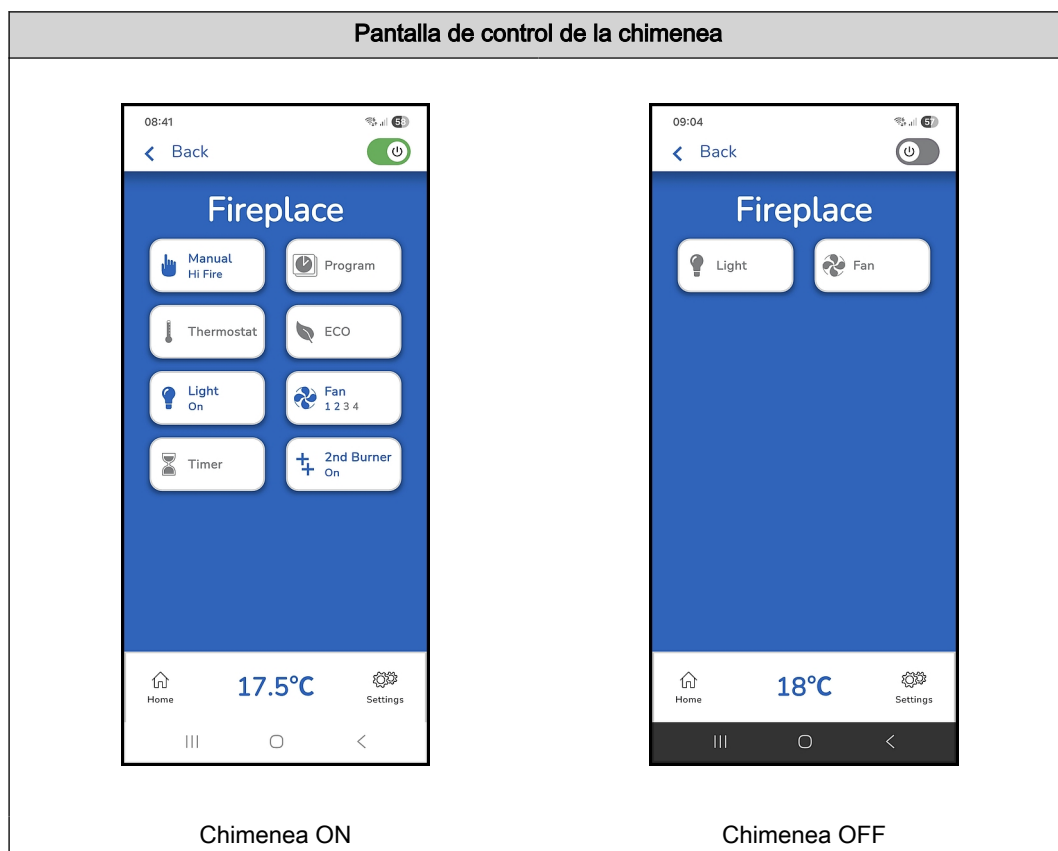 Pantalla de control de la chimenea
08:41
58
Back
Fireplace
Manual
Hi Fire
Program
Thermostat
ECO
Light
On
Fan
1 2 3 4
Timer
2nd Burner
On
Home
17.5°C
Settings
Chimenea ON
09:04
57
Back
Fireplace
Light
Fan
Home
18°C
Settings
Chimenea OFF